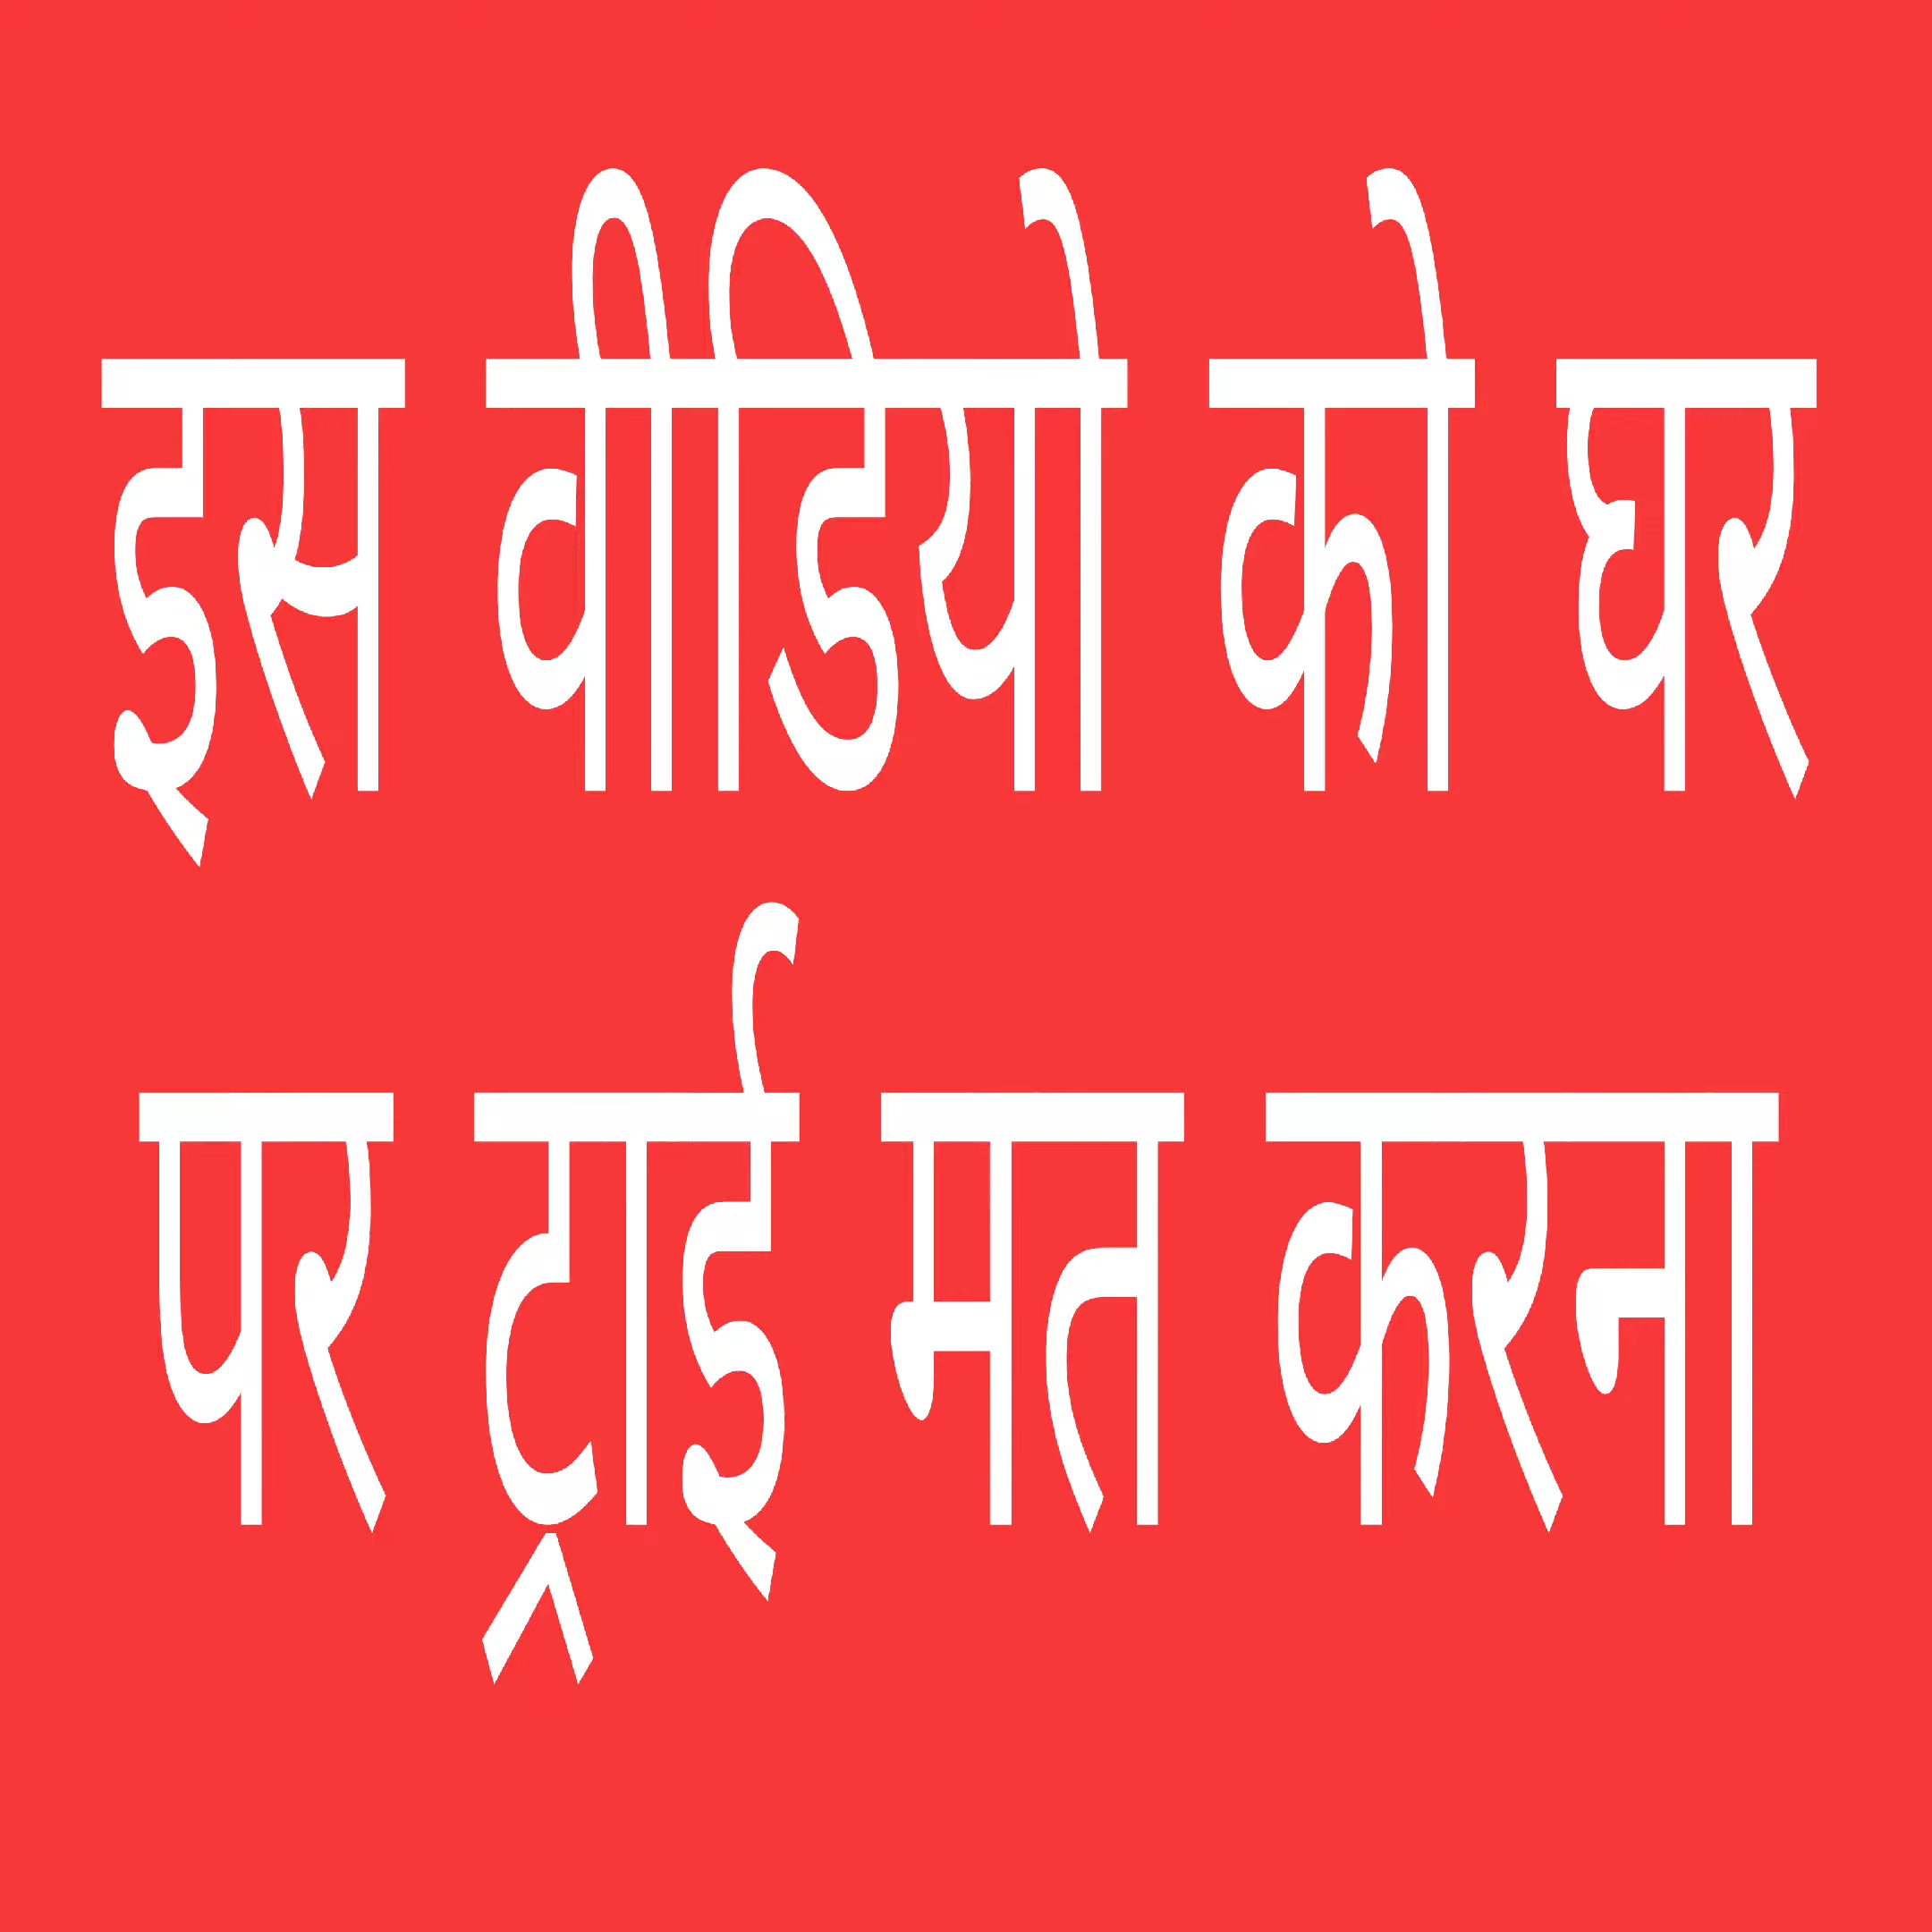 इस वीडियो को घर
पर ट्राई मत करना